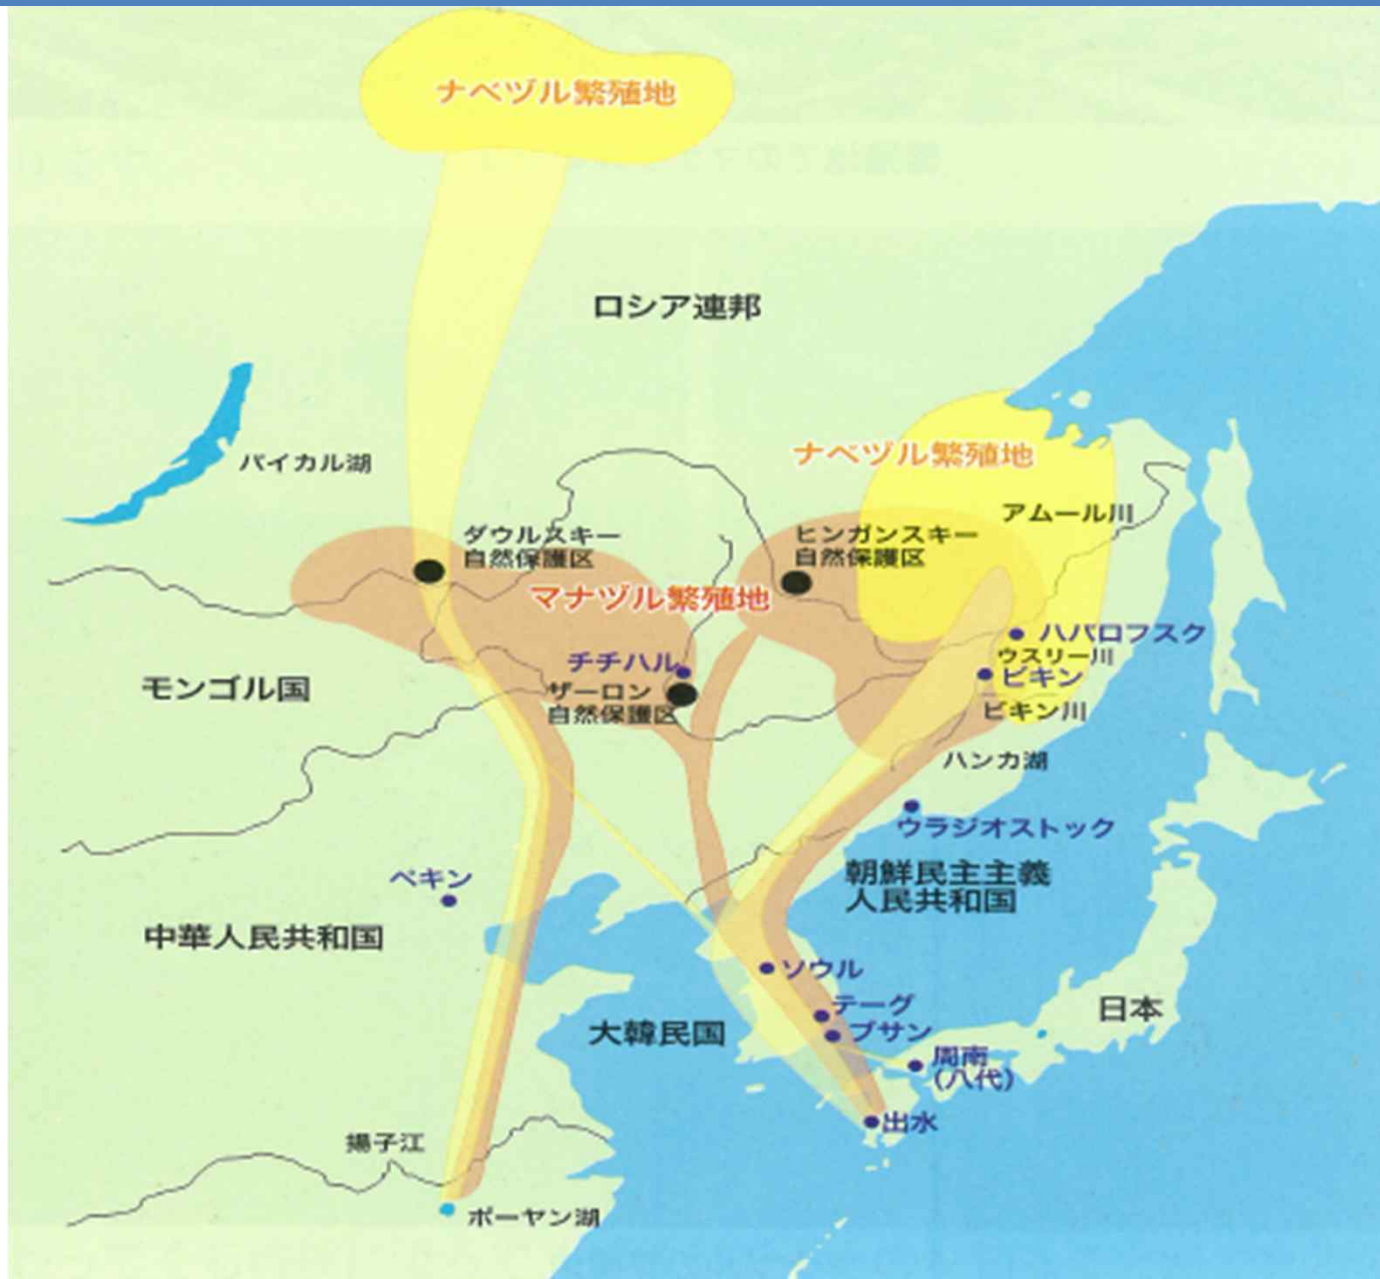 ナベヅル繁殖地
ロシア連邦
バイカル湖
ナベヅル繁殖地
アムール川
ダウルスキー
自然保護区
ヒンガンスキー
自然保護区
マナヅル繁殖地
ハバロフスク
ウスリー川
チチハル
ビキン
モンゴル国
ザーロン
自然保護区
ビキン川
ハンカ湖
ウラジオストック
朝鮮民主主義
人民共和国
ペキン
中華人民共和国
ソウル
テーグ
プサン
大韓民国
日本
周南
(八代)
出水
揚子江
ポーヤン湖